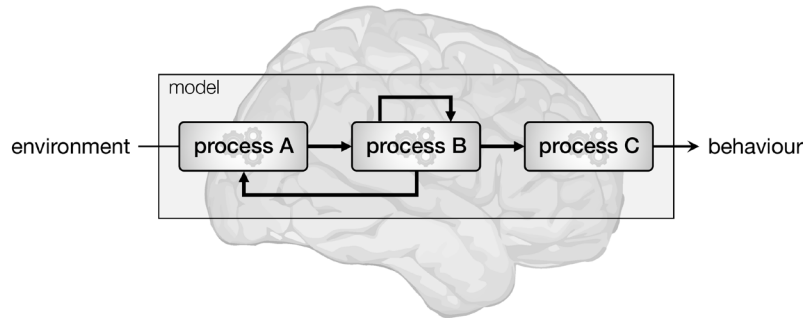 model
environment
process A
process B
process C
behaviour